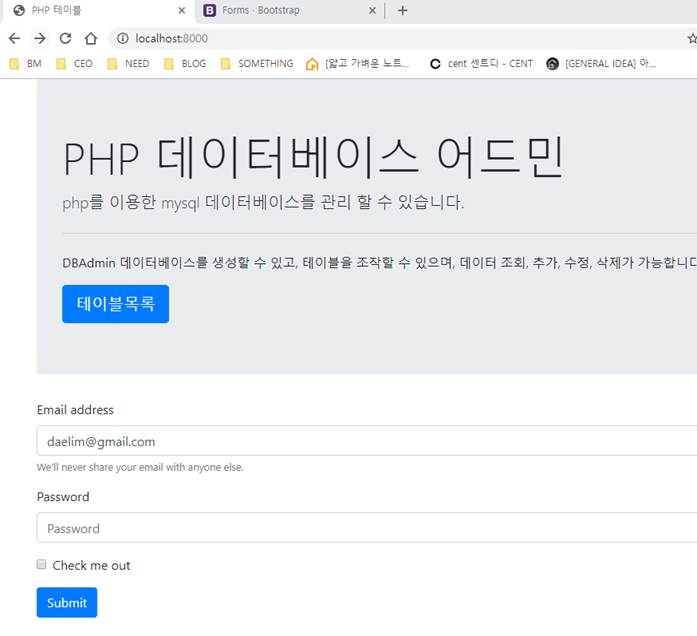 PHP 테이블
Forms · Bootstrap
localhost:8000
BM CEO NEED BLOG SOMETHING [얇고 가벼운 노트... cent 센트디 - CENT [GENERAL IDEA] 아...
PHP 데이터베이스 어드민
php를 이용한 mysql 데이터베이스를 관리 할 수 있습니다.
DBAdmin 데이터베이스를 생성할 수 있고, 테이블을 조작할 수 있으며, 데이터 조회, 추가, 수정, 삭제가 가능합니다
테이블목록
Email address
daelim@gmail.com
We'll never share your email with anyone else.
Password
Password
Check me out
Submit